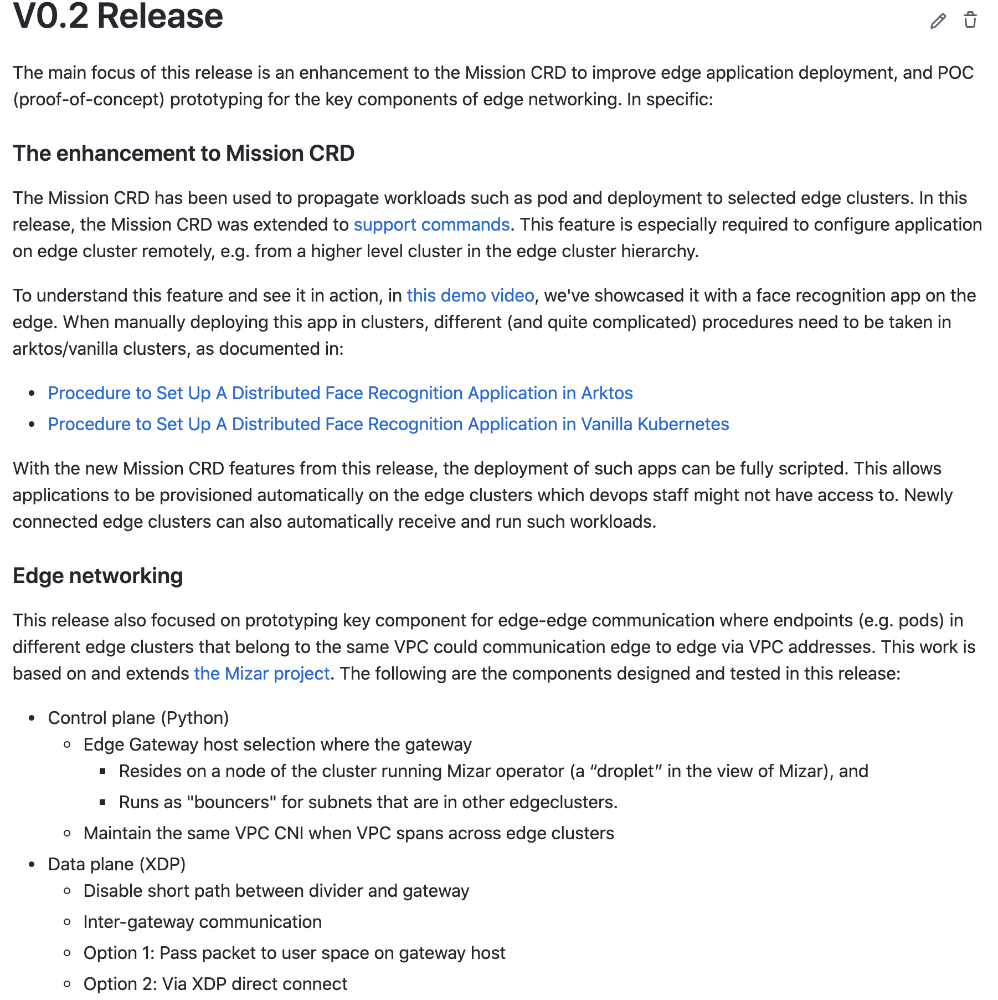 V0.2 Release
The main focus of this release is an enhancement to the Mission CRD to improve edge application deployment, and POC
(proof-of-concept) prototyping for the key components of edge networking. In specific:
The enhancement to Mission CRD
The Mission CRD has been used to propagate workloads such as pod and deployment to selected edge clusters. In this
release, the Mission CRD was extended to support commands. This feature is especially required to configure application
on edge cluster remotely, e.g. from a higher level cluster in the edge cluster hierarchy.
To understand this feature and see it in action, in this demo video, we've showcased it with a face recognition app on the
edge. When manually deploying this app in clusters, different (and quite complicated) procedures need to be taken in
arktos/vanilla clusters, as documented in:
• Procedure to Set Up A Distributed Face Recognition Application in Arktos
• Procedure to Set Up A Distributed Face Recognition Application in Vanilla Kubernetes
With the new Mission CRD features from this release, the deployment of such apps can be fully scripted. This allows
applications to be provisioned automatically on the edge clusters which devops staff might not have access to. Newly
connected edge clusters can also automatically receive and run such workloads.
Edge networking
This release also focused on prototyping key component for edge-edge communication where endpoints (e.g. pods) in
different edge clusters that belong to the same VPC could communication edge to edge via VPC addresses. This work is
based on and extends the Mizar project. The following are the components designed and tested in this release:
• Control plane (Python)
◦ Edge Gateway host selection where the gateway
▪ Resides on a node of the cluster running Mizar operator (a “droplet” in the view of Mizar), and
▪ Runs as "bouncers" for subnets that are in other edgeclusters.
◦ Maintain the same VPC CNI when VPC spans across edge clusters
• Data plane (XDP)
◦ Disable short path between divider and gateway
◦ Inter-gateway communication
◦ Option 1: Pass packet to user space on gateway host
◦ Option 2: Via XDP direct connect